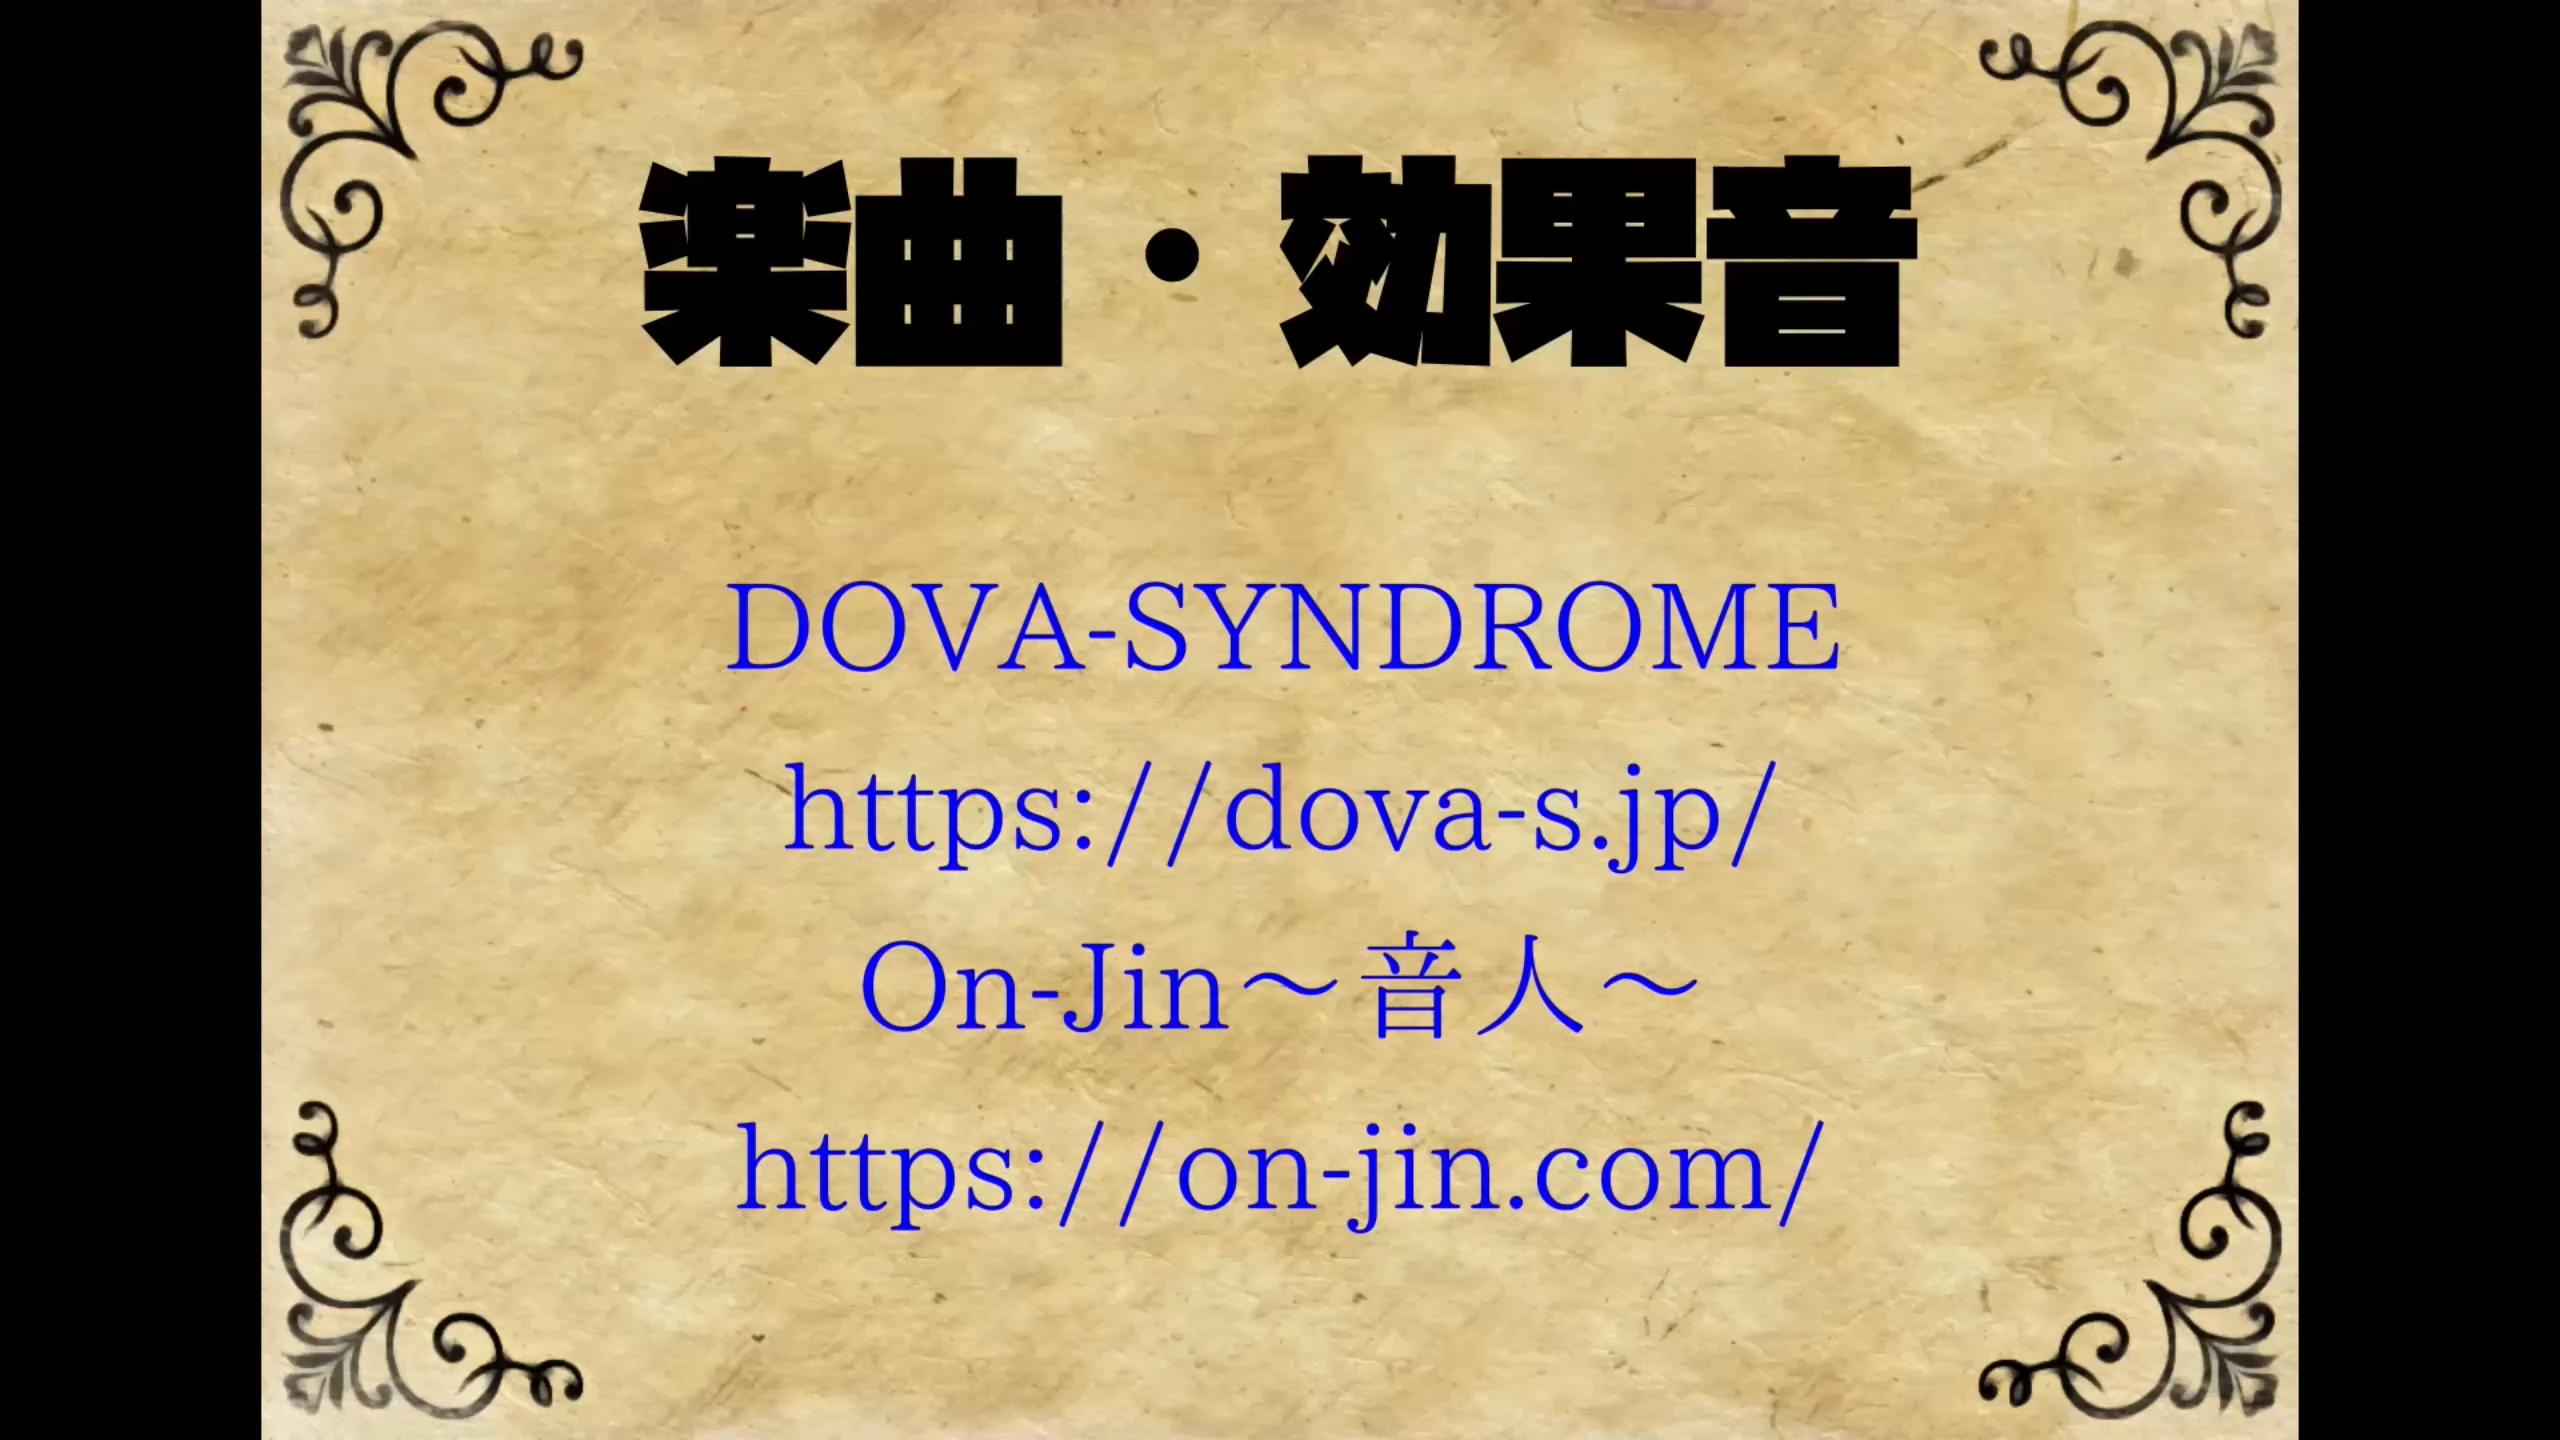 楽曲・効果音
DOVA-SYNDROME
https://dova-s.jp/
On-Jin～音人～
https://on-jin.com/